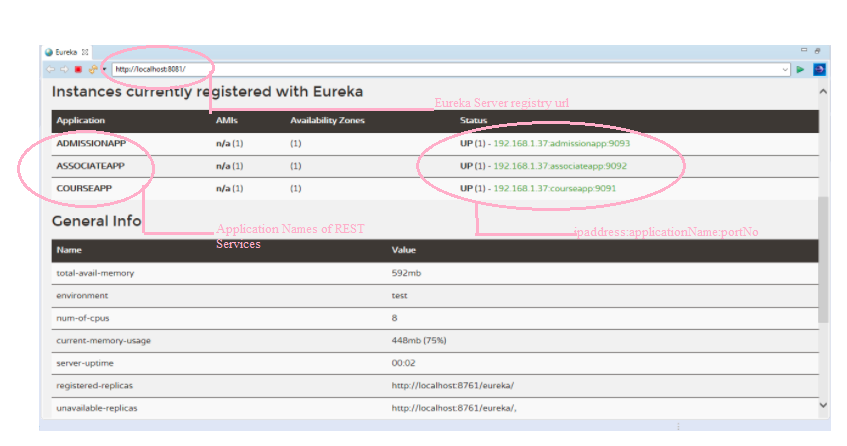 Eureka
http://localhost:8081/
Instances currently registered with Eureka
Eureka Server registry url
Application AMIs Availability Zones Status
ADMISSIONAPP n/a (1) (1) UP (1) - 192.168.1.37:admissionapp:9093
ASSOCIATEAPP n/a (1) (1) UP (1) - 192.168.1.37:associateapp:9092
COURSEAPP n/a (1) (1) UP (1) - 192.168.1.37:courseapp:9091
General Info
Application Names of REST
Services
ipaddress:applicationName:portNo
Name Value
total-avail-memory 592mb
environment test
num-of-cpus 8
current-memory-usage 448mb (75%)
server-uptime 00:02
registered-replicas http://localhost:8761/eureka/
unavailable-replicas http://localhost:8761/eureka/,